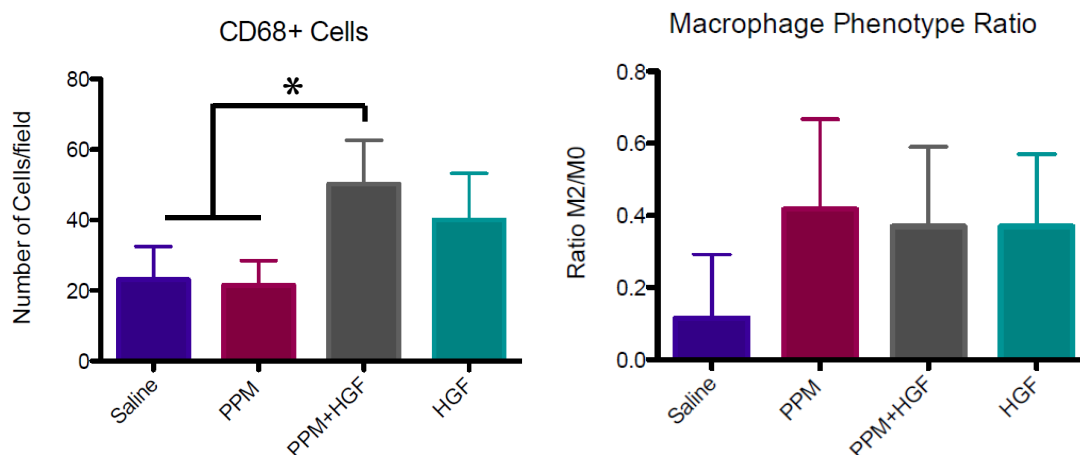 CD68+ Cells
Number of Cells/field
80
60
40
20
0
*
Saline
PPM
PPM+HGF
HGF
Macrophage Phenotype Ratio
Ratio M2/M0
0.8
0.6
0.4
0.2
0.0
Saline
PPM
PPM+HGF
HGF